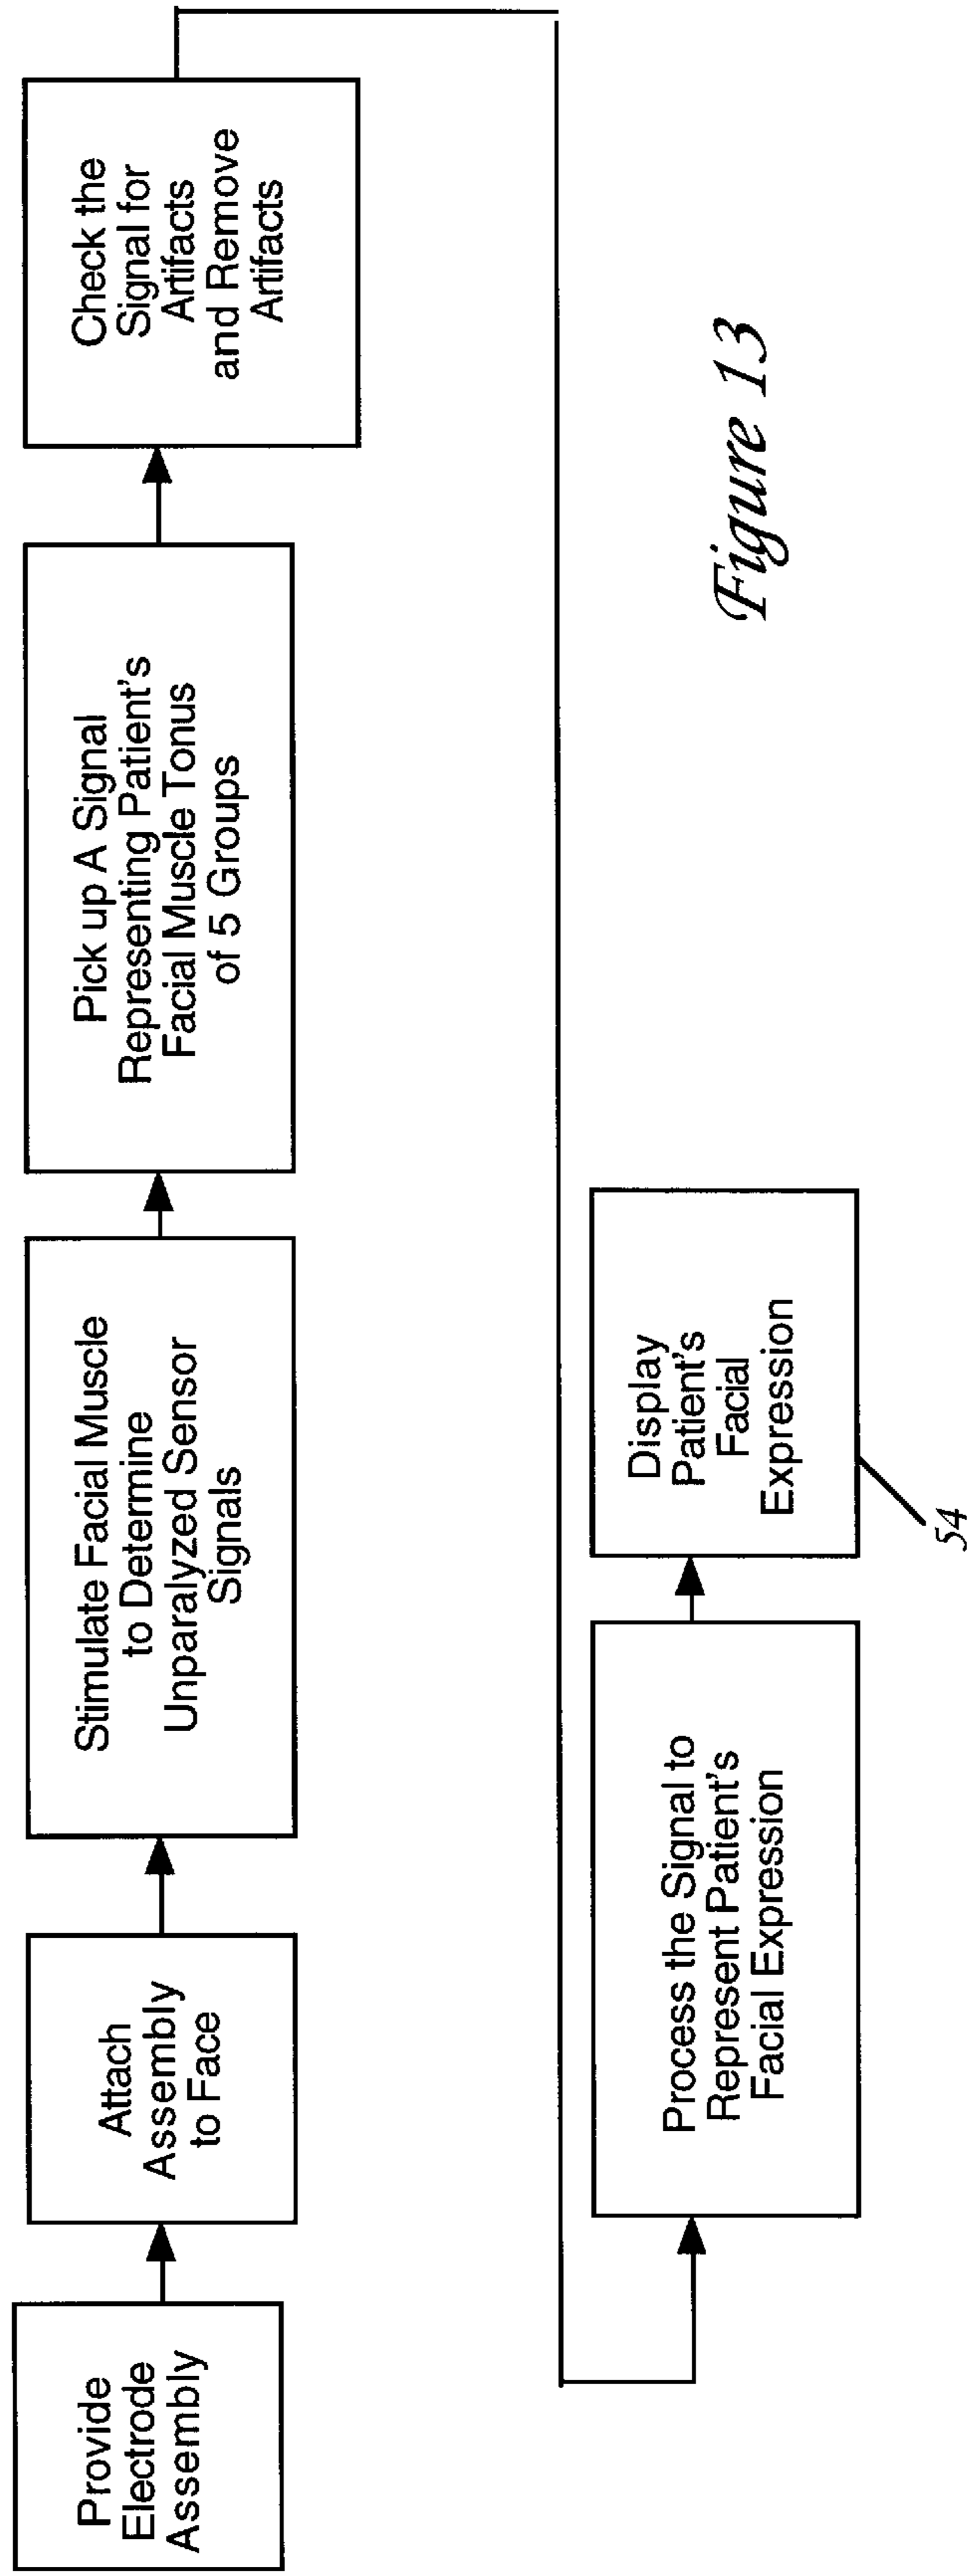 Provide
Electrode
Assembly
Attach
Assembly
to Face
Stimulate Facial Muscle
to Determine
Unparalyzed Sensor
Signals
Pick up A Signal
Representing Patient's
Facial Muscle Tonus
of 5 Groups
Check the
Signal for
Artifacts
and Remove
Artifacts
Process the Signal to
Represent Patient's
Facial Expression
Display
Patient's
Facial
Expression
54
Figure 13